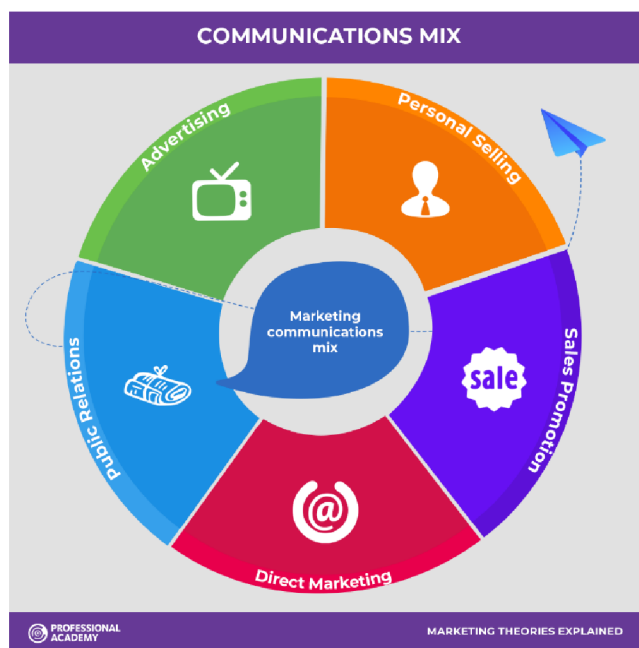 COMMUNICATIONS MIX
Advertising
Personal Selling
Marketing
communications
mix
Public Relations
sale
Sales Promotion
@
Direct Marketing
PROFESSIONAL
ACADEMY
MARKETING THEORIES EXPLAINED